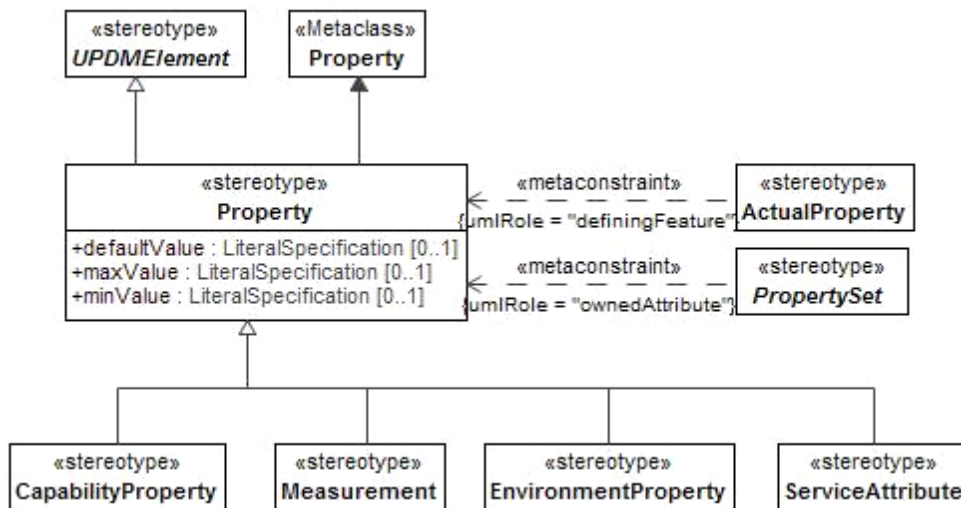 «stereotype»
UPDMElement
«Metaclass»
Property
«stereotype»
Property
+defaultValue : LiteralSpecification [0..1]
+maxValue : LiteralSpecification [0..1]
+minValue : LiteralSpecification [0..1]
«metaconstraint»
{umlRole = "definingFeature"}
«stereotype»
ActualProperty
«metaconstraint»
{umlRole = "ownedAttribute"}
«stereotype»
PropertySet
«stereotype»
CapabilityProperty
«stereotype»
Measurement
«stereotype»
EnvironmentProperty
«stereotype»
ServiceAttribute